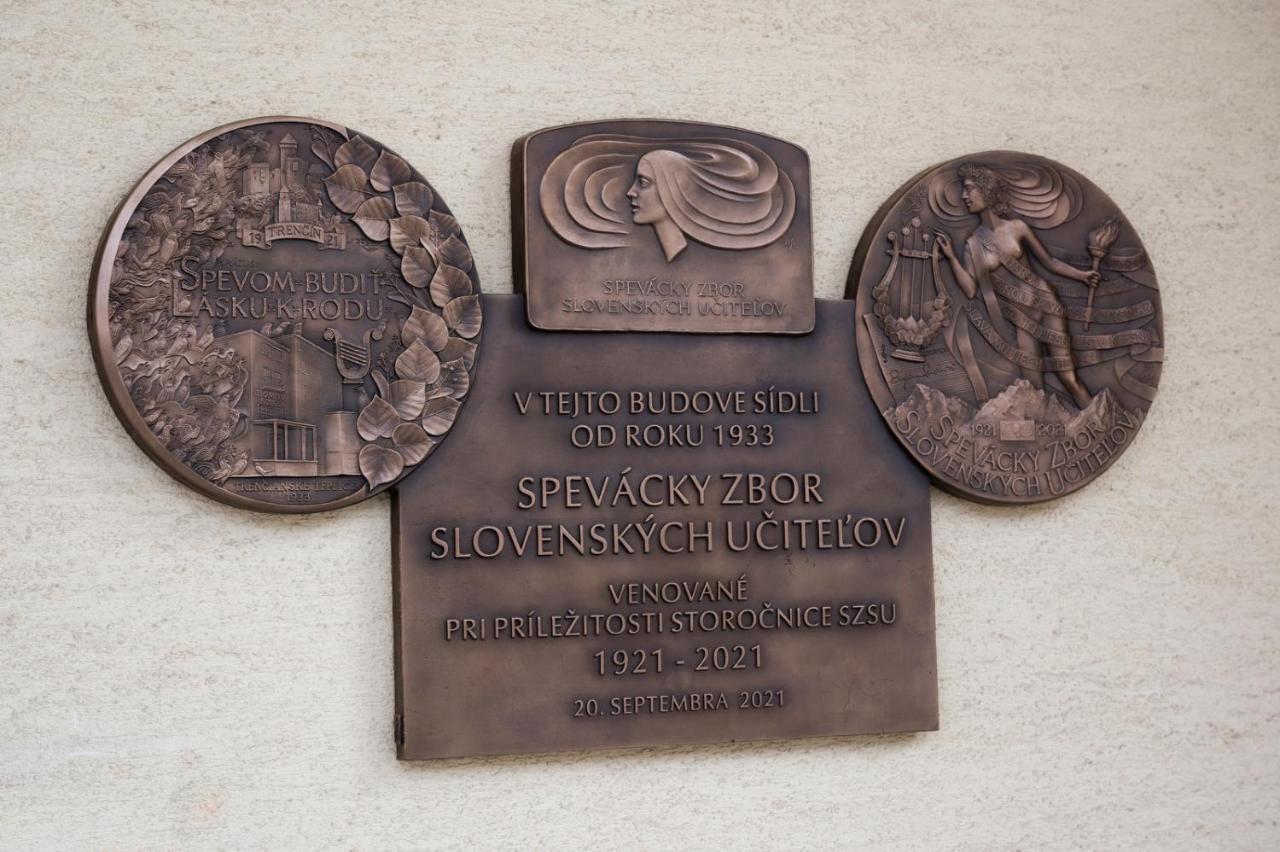 19 TRENČÍN 21
SPEVOM BUDIŤ
LÁSKU K RODU
TRENČIANSKE TEPLICE
1933
SPEVÁCKY ZBOR
SLOVENSKÝCH UČITEĽOV
1921 2021
SPEVÁCKY ZBOR
SLOVENSKÝCH UČITEĽOV
V TEJTO BUDOVE SÍDLI
OD ROKU 1933
SPEVÁCKY ZBOR
SLOVENSKÝCH UČITEĽOV
VENOVANÉ
PRI PRÍLEŽITOSTI STOROČNICE SZSU
1921 - 2021
20. SEPTEMBRA 2021